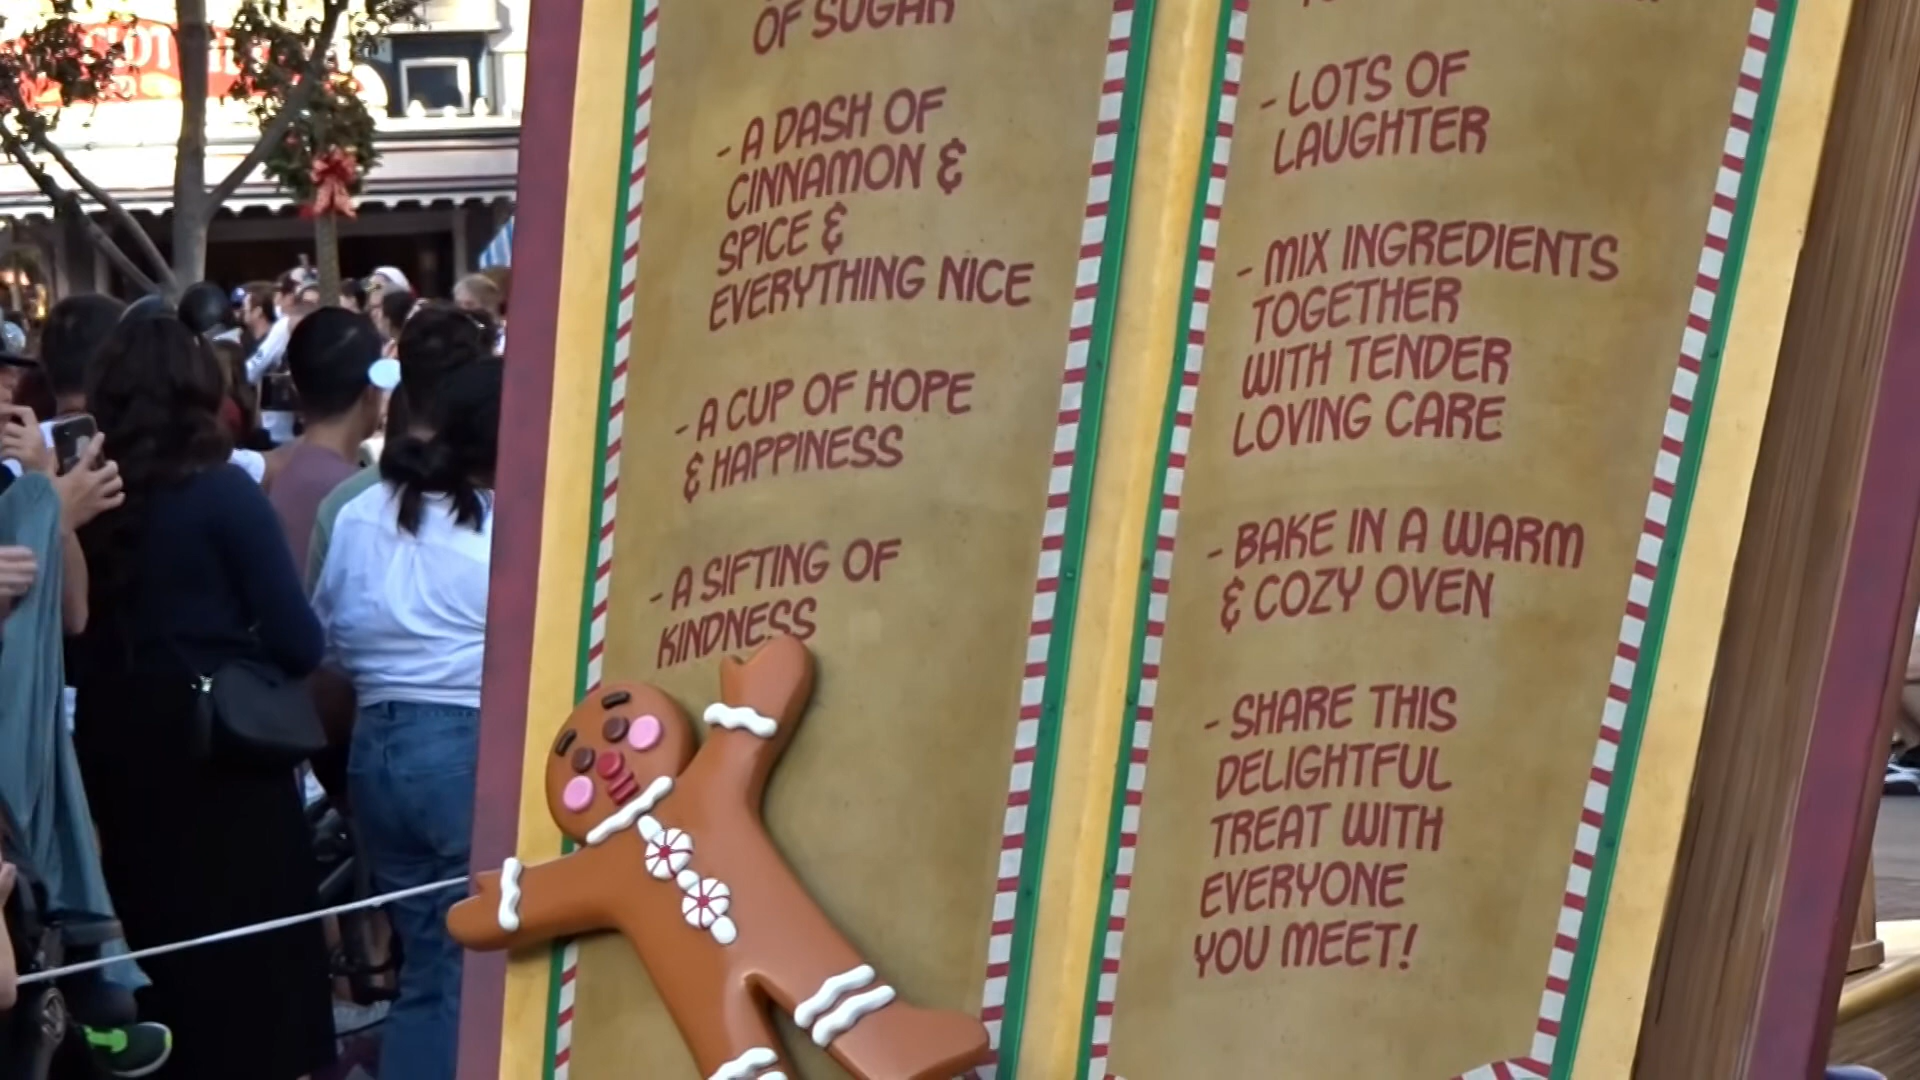 OF SUGAR
- A DASH OF
CINNAMON &
SPICE &
EVERYTHING NICE
- A CUP OF HOPE
& HAPPINESS
- A SIFTING OF
KINDNESS
- LOTS OF
LAUGHTER
- MIX INGREDIENTS
TOGETHER
WITH TENDER
LOVING CARE
- BAKE IN A WARM
& COZY OVEN
- SHARE THIS
DELIGHTFUL
TREAT WITH
EVERYONE
YOU MEET!